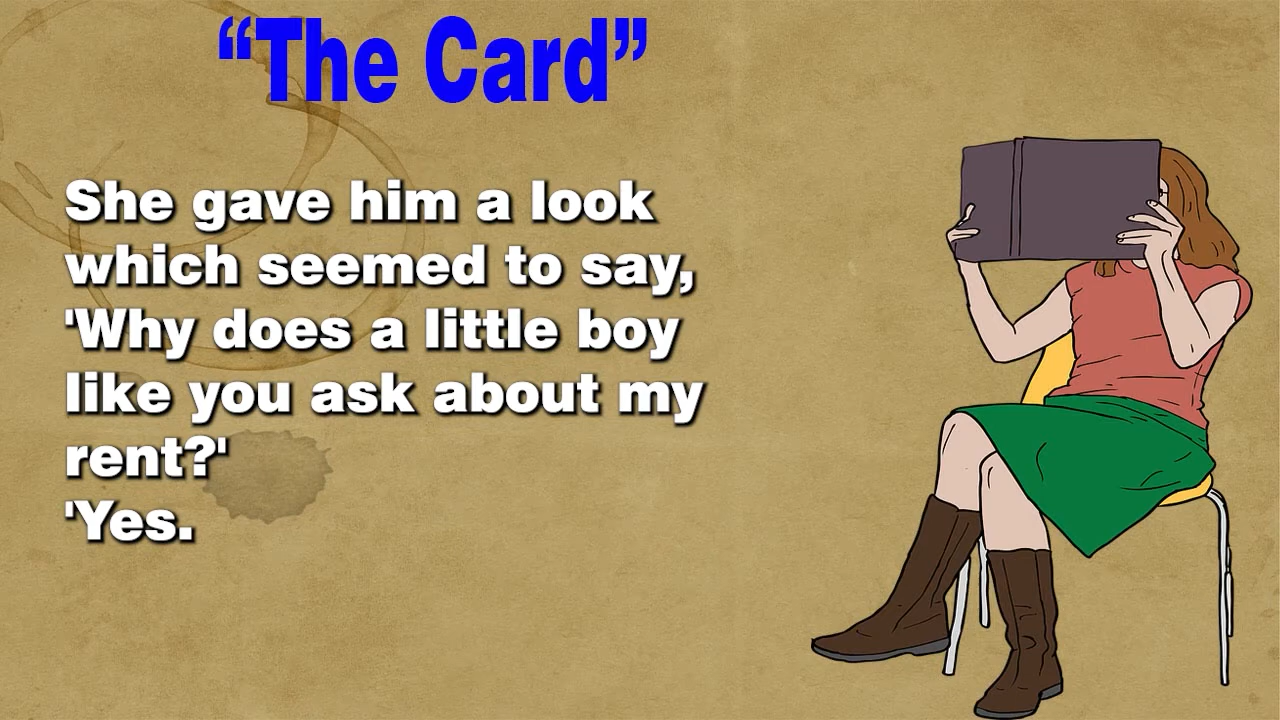 “The Card”
She gave him a look
which seemed to say,
'Why does a little boy
like you ask about my
rent?'
'Yes.